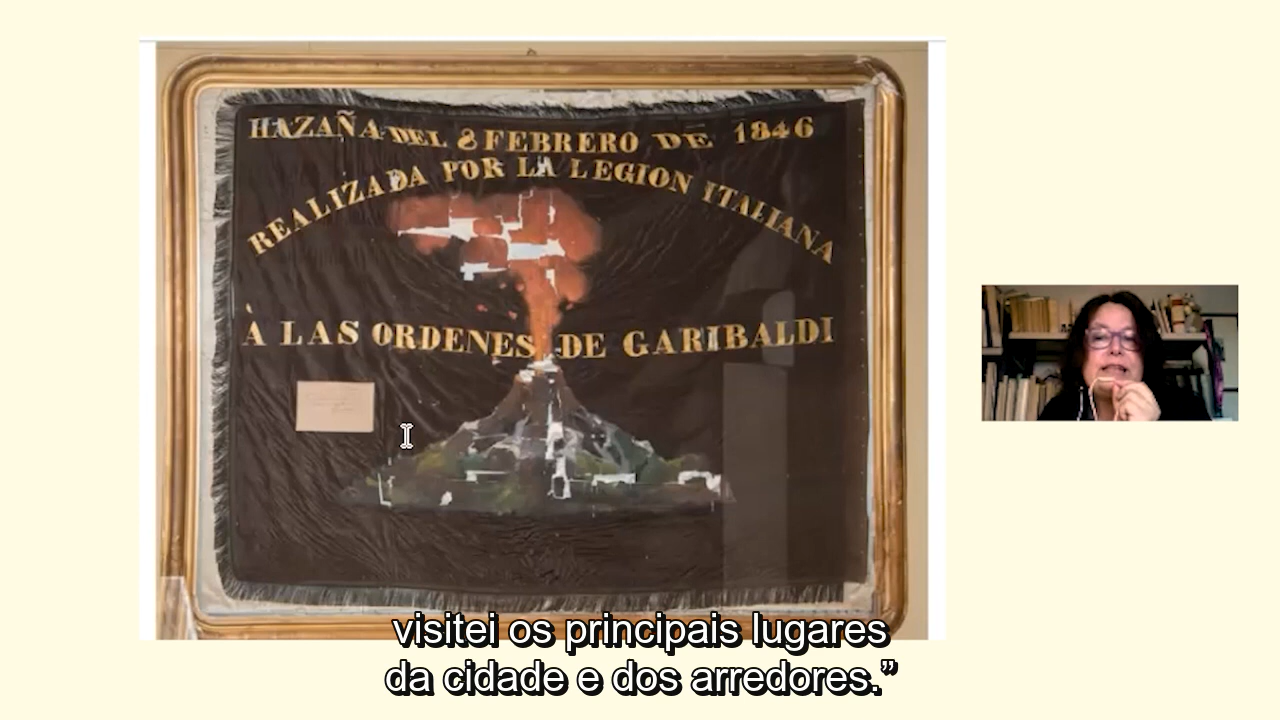 HAZAÑA DEL 8 FEBRERO DE 1846
REALIZADA POR LA LEGION ITALIANA
À LAS ORDENES DE GARIBALDI
visitei os principais lugares
da cidade e dos arredores.”